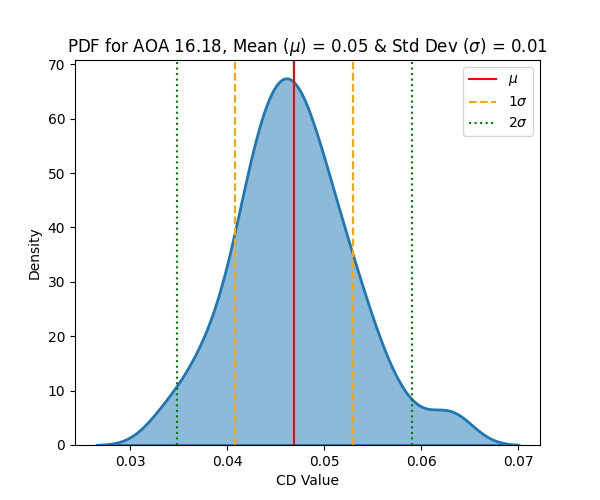 PDF for AOA 16.18, Mean (μ) = 0.05 & Std Dev (σ) = 0.01
70
60
50
40
30
20
10
0
Density
μ
1σ
2σ
0.03 0.04 0.05 0.06 0.07
CD Value